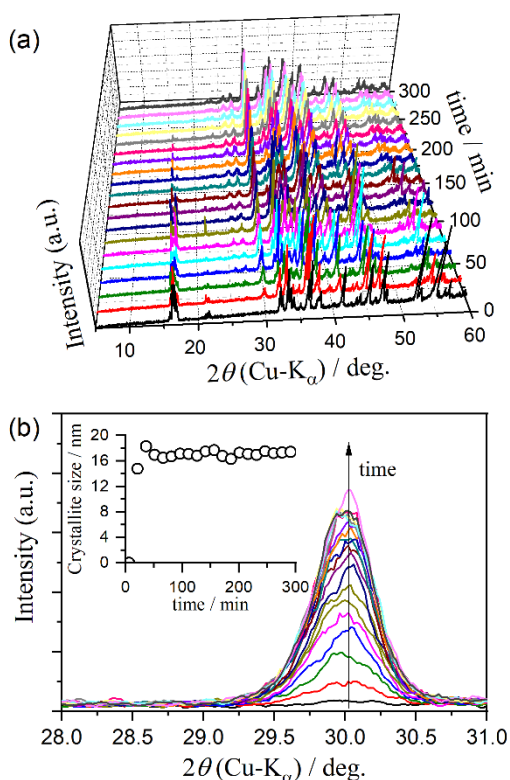 (a)
Intensity (a.u.)
300
250
200
150
100
50
0
time / min
10 20 30 40 50 60
2θ (Cu-Kα) / deg.
(b)
Intensity (a.u.)
20
16
12
8
4
0
Crystallite size / nm
0 100 200 300
time / min
time
28.0 28.5 29.0 29.5 30.0 30.5 31.0
2θ (Cu-Kα) / deg.